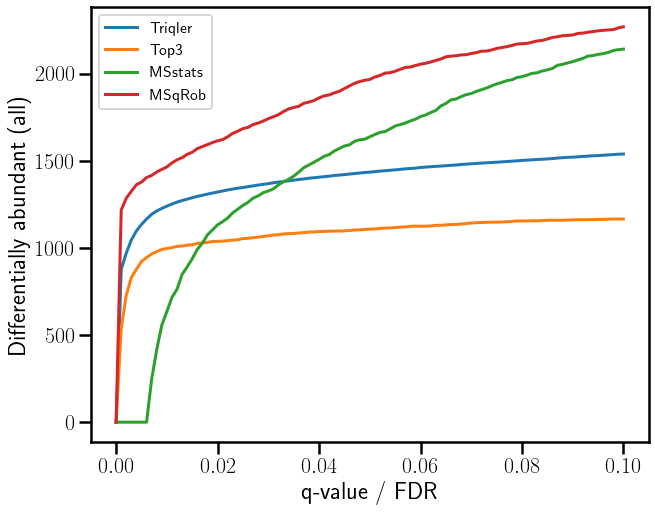 Triqler
Top3
MSstats
MSqRob
Differentially abundant (all)
2000
1500
1000
500
0
0.00 0.02 0.04 0.06 0.08 0.10
q-value / FDR